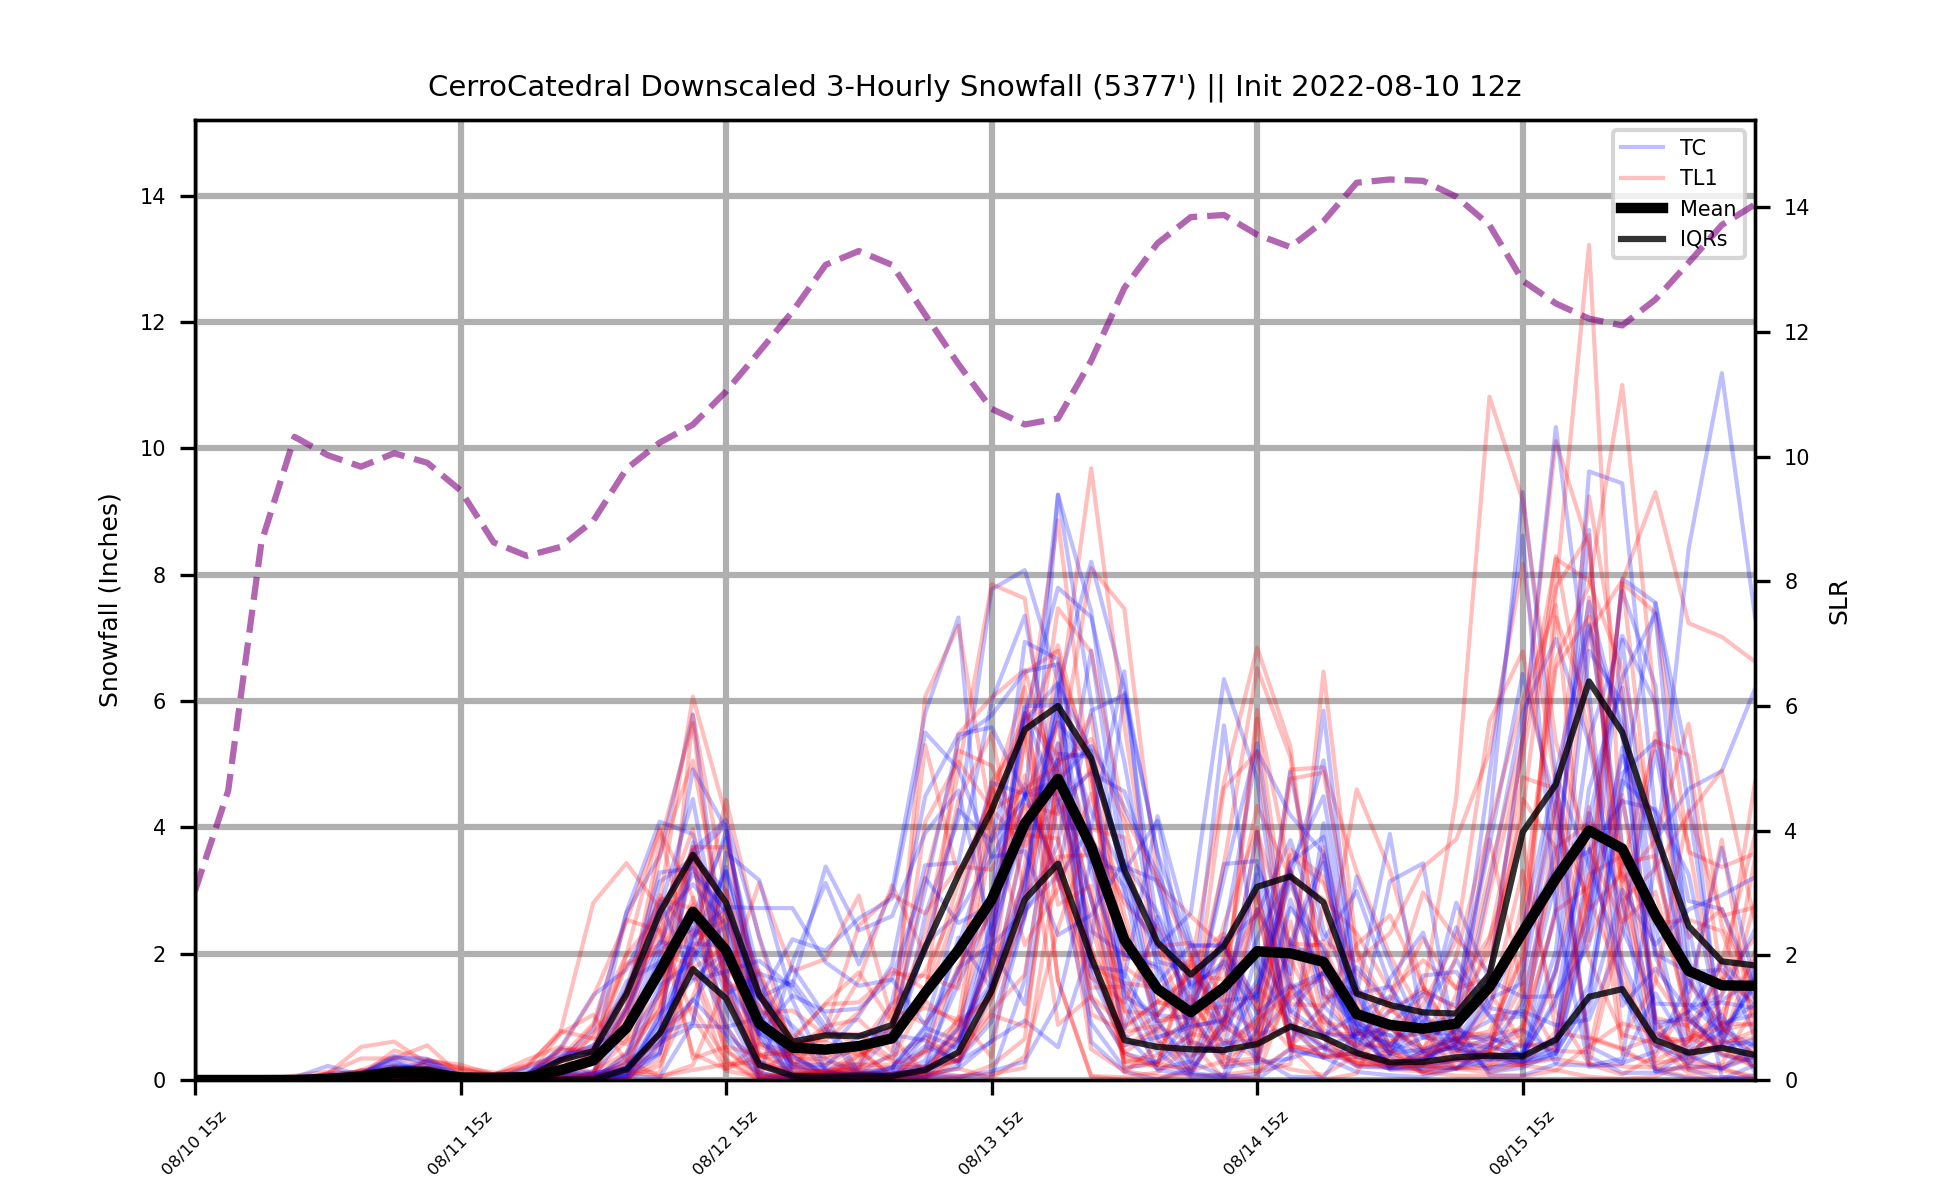 CerroCatedral Downscaled 3-Hourly Snowfall (5377') || Init 2022-08-10 12z
TC
TL1
Mean
IQRs
Snowfall (Inches)
14
12
10
8
6
4
2
0
14
12
10
8
6
4
2
0
SLR
08/10 15z
08/11 15z
08/12 15z
08/13 15z
08/14 15z
08/15 15z